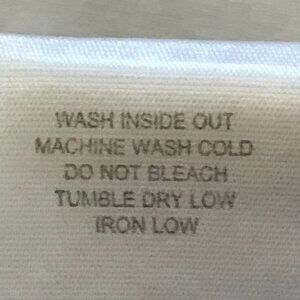 WASH INSIDE OUT
MACHINE WASH COLD
DO NOT BLEACH
TUMBLE DRY LOW
IRON LOW